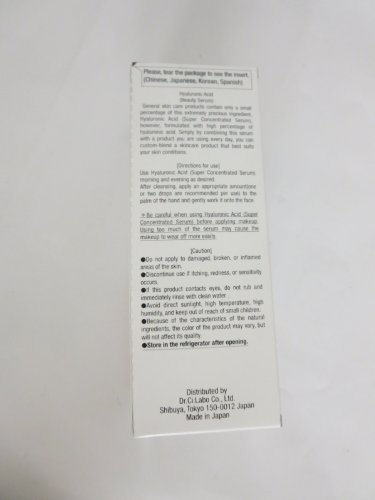 Please, tear the package to see the insert.
(Chinese, Japanese, Korean, Spanish)
Hyaluronic Acid
(Beauty Serum)
General skin care products contain only a small
percentage of this extremely precious ingredient,
Hyaluronic Acid (Super Concentrated Serum),
however, formulated with high percentage of
hyaluronic acid. Simply by combining this serum
with a product you are using every day, you can
custom-blend a skincare product that best suits
your skin conditions.
[Directions for use]
Use Hyaluronic Acid (Super Concentrated Serum)
morning and evening as desired.
After cleansing, apply an appropriate amount(one
or two drops are recommended per use) to the
palm of the hand and gently work it onto the face.
※Be careful when using Hyaluronic Acid (Super
Concentrated Serum) before applying makeup.
Using too much of the serum may cause the
makeup to wear off more easily.
[Caution]
●Do not apply to damaged, broken, or inflamed
areas of the skin.
●Discontinue use if itching, redness, or sensitivity
occurs.
●If this product contacts eyes, do not rub and
immediately rinse with clean water.
●Avoid direct sunlight, high temperature, high
humidity, and keep out of reach of small children.
●Because of the characteristics of the natural
ingredients, the color of the product may vary, but
will not affect its quality.
●Store in the refrigerator after opening.
Distributed by
Dr.Ci:Labo Co., Ltd.
Shibuya, Tokyo 150-0012 Japan
Made in Japan